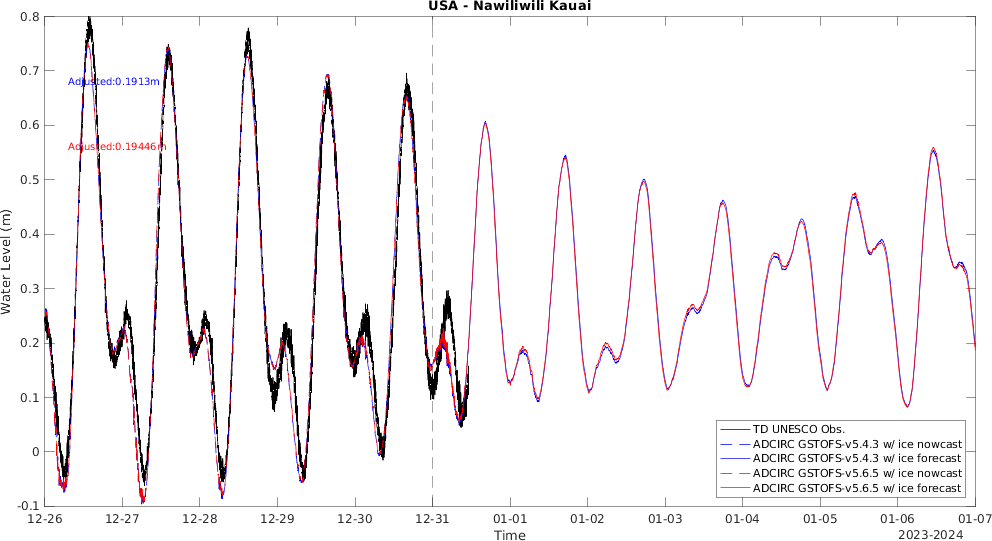 USA - Nawiliwili Kauai
0.8
0.7
Adjusted:0.1913m
0.6
Adjusted:0.19446m
0.5
0.4
Water Level (m)
0.3
0.2
0.1
0
-0.1
TD UNESCO Obs.
ADCIRC GSTOFS-v5.4.3 w/ ice nowcast
ADCIRC GSTOFS-v5.4.3 w/ ice forecast
ADCIRC GSTOFS-v5.6.5 w/ ice nowcast
ADCIRC GSTOFS-v5.6.5 w/ ice forecast
12-26 12-27 12-28 12-29 12-30 12-31 01-01 01-02 01-03 01-04 01-05 01-06 01-07
Time
2023-2024